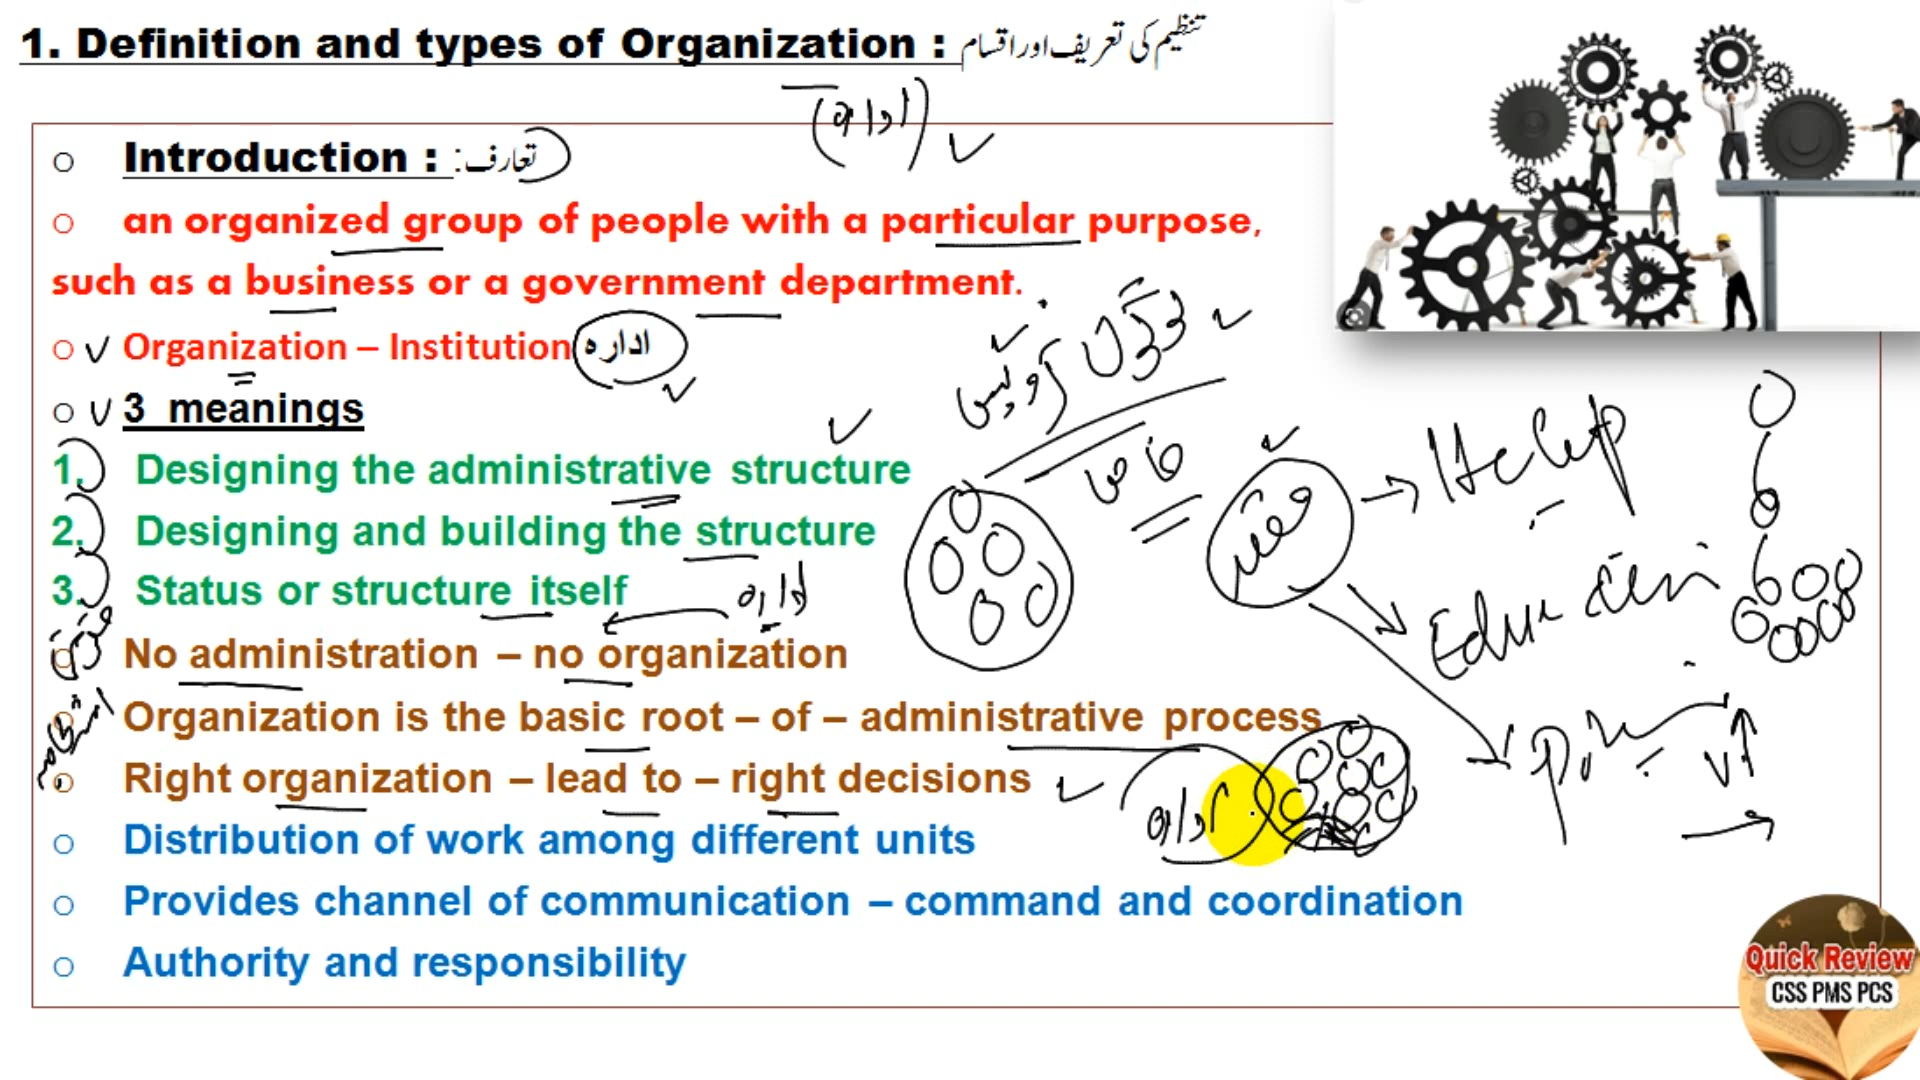 1. Definition and types of Organization : تنظیم کی تعریف اور اقسام
(ادارہ)
o Introduction : تعارف:
o an organized group of people with a particular purpose,
such as a business or a government department.
o Organization – Institution ادارہ
o 3 meanings
1. Designing the administrative structure
2. Designing and building the structure
3. Status or structure itself
ادارہ
No administration – no organization
o Organization is the basic root – of – administrative process
o Right organization – lead to – right decisions
o Distribution of work among different units
o Provides channel of communication – command and coordination
o Authority and responsibility
خاص
مقصد
Help
Education
ادارہ
Quick Review
CSS PMS PCS